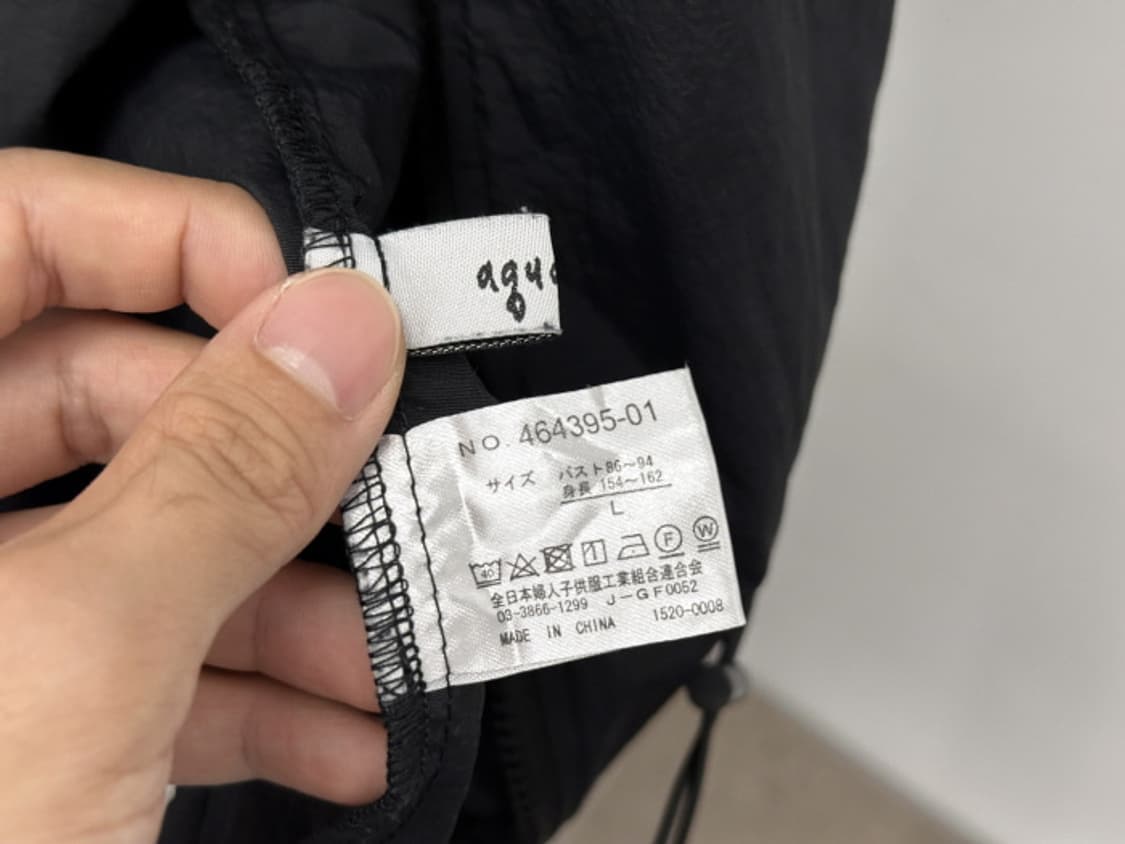 aqu
NO. 464395-01
サイズ バスト86～94
身長 154～162
L
40 F W
全日本婦人子供服工業組合連合会
03-3866-1299 J-GF0052
MADE IN CHINA 1520-0008